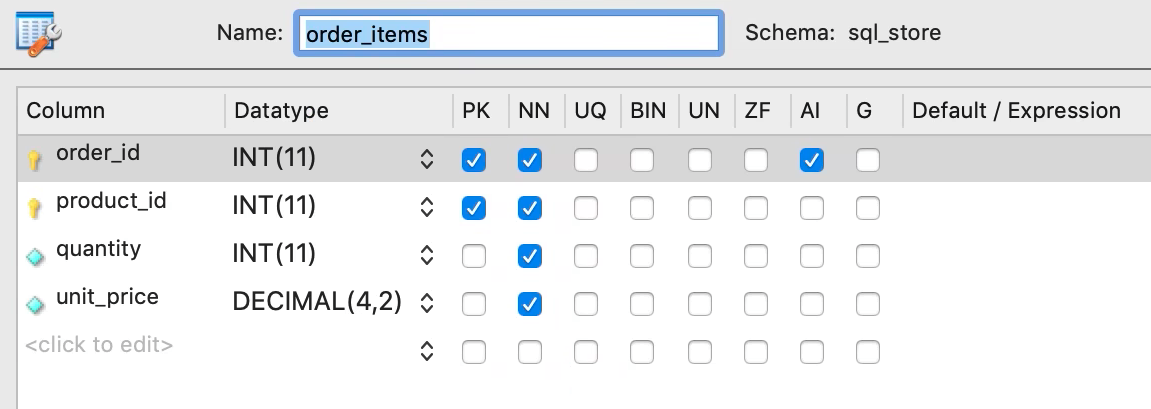 Name: order_items Schema: sql_store
Column Datatype PK NN UQ BIN UN ZF AI G Default / Expression
order_id INT(11)
product_id INT(11)
quantity INT(11)
unit_price DECIMAL(4,2)
<click to edit>